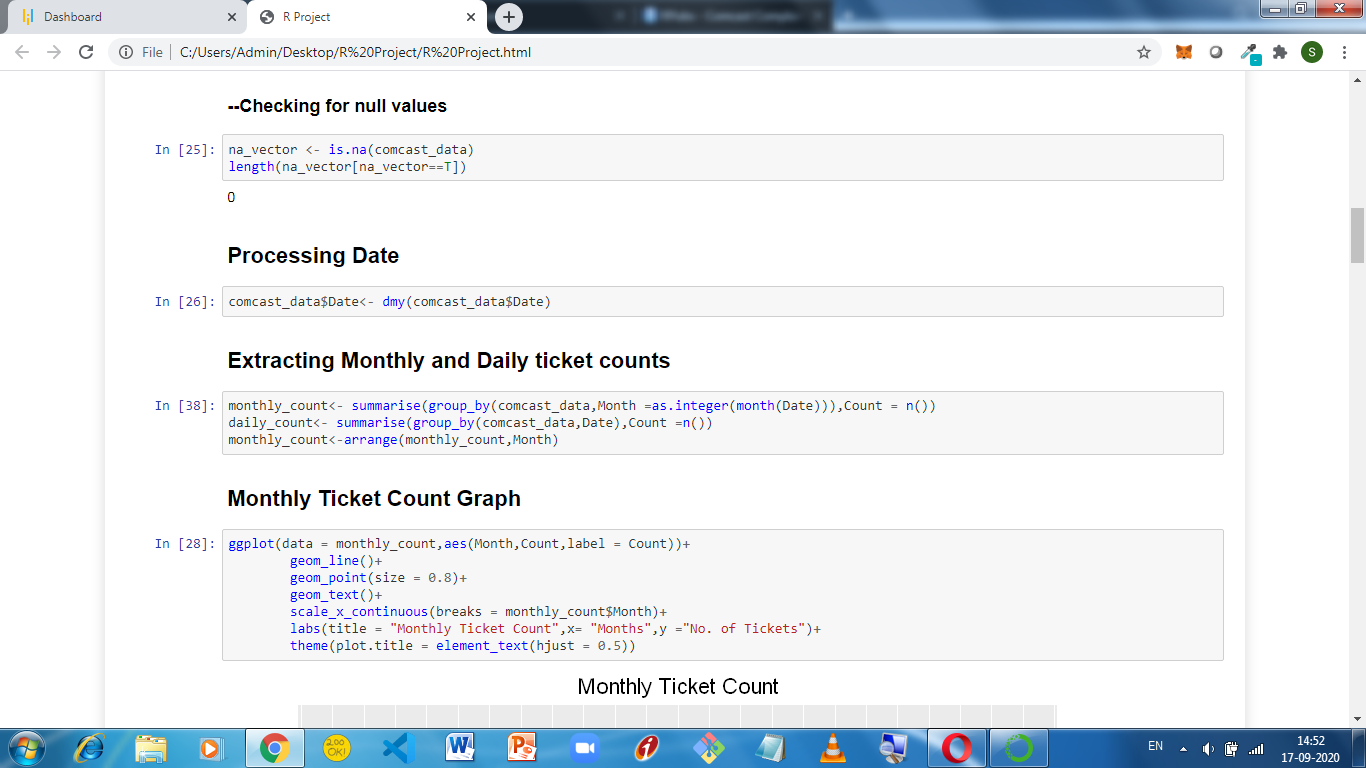 Dashboard
R Project
File
C:/Users/Admin/Desktop/R%20Project/R%20Project.html
S
--Checking for null values
In [25]:
na_vector <- is.na(comcast_data)
length(na_vector[na_vector==T])
0
Processing Date
In [26]:
comcast_data$Date<- dmy(comcast_data$Date)
Extracting Monthly and Daily ticket counts
In [38]:
monthly_count<- summarise(group_by(comcast_data,Month =as.integer(month(Date))),Count = n())
daily_count<- summarise(group_by(comcast_data,Date),Count =n())
monthly_count<-arrange(monthly_count,Month)
Monthly Ticket Count Graph
In [28]:
ggplot(data = monthly_count,aes(Month,Count,label = Count))+
geom_line()+
geom_point(size = 0.8)+
geom_text()+
scale_x_continuous(breaks = monthly_count$Month)+
labs(title = "Monthly Ticket Count",x= "Months",y ="No. of Tickets")+
theme(plot.title = element_text(hjust = 0.5))
Monthly Ticket Count
200
OK!
EN
14:52
17-09-2020